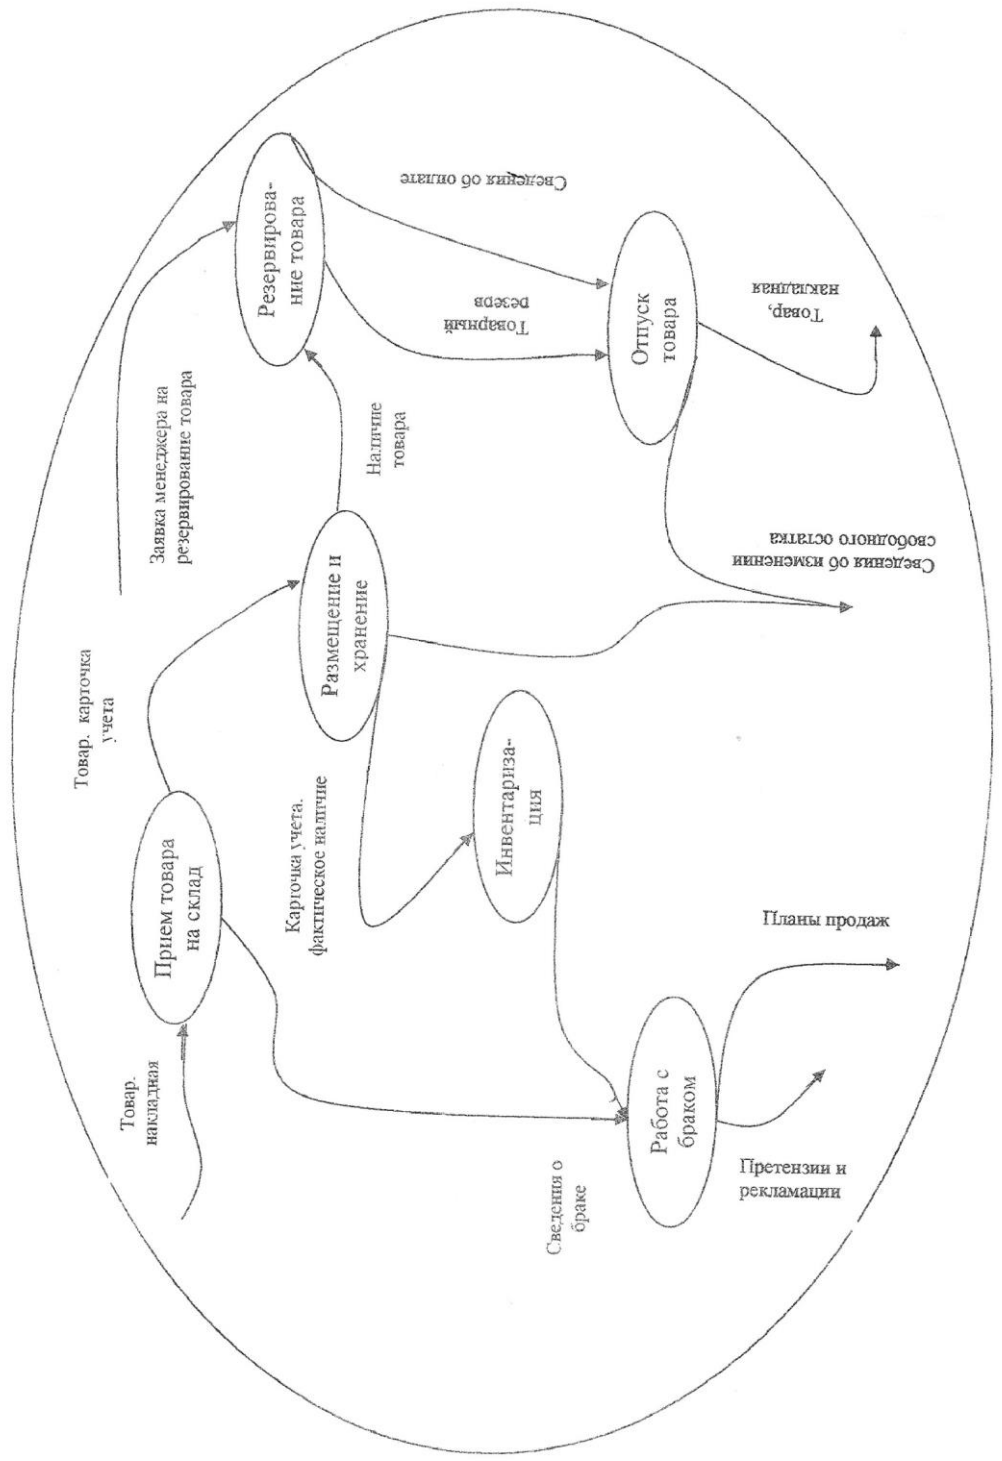 Товар.
накладная
Прием товара
на склад
Товар. карточка
учета
Заявка менеджера на
резервирование товара
Размещение и
хранение
Наличие
товара
Резервирова-
ние товара
Сведения об оплате
Товарный
резерв
Отпуск
товара
Товар,
накладная
Сведения об изменении
свободного остатка
Карточка учета.
фактическое наличие
Инвентариза-
ция
Сведения о
браке
Работа с
браком
Претензии и
рекламации
Планы продаж